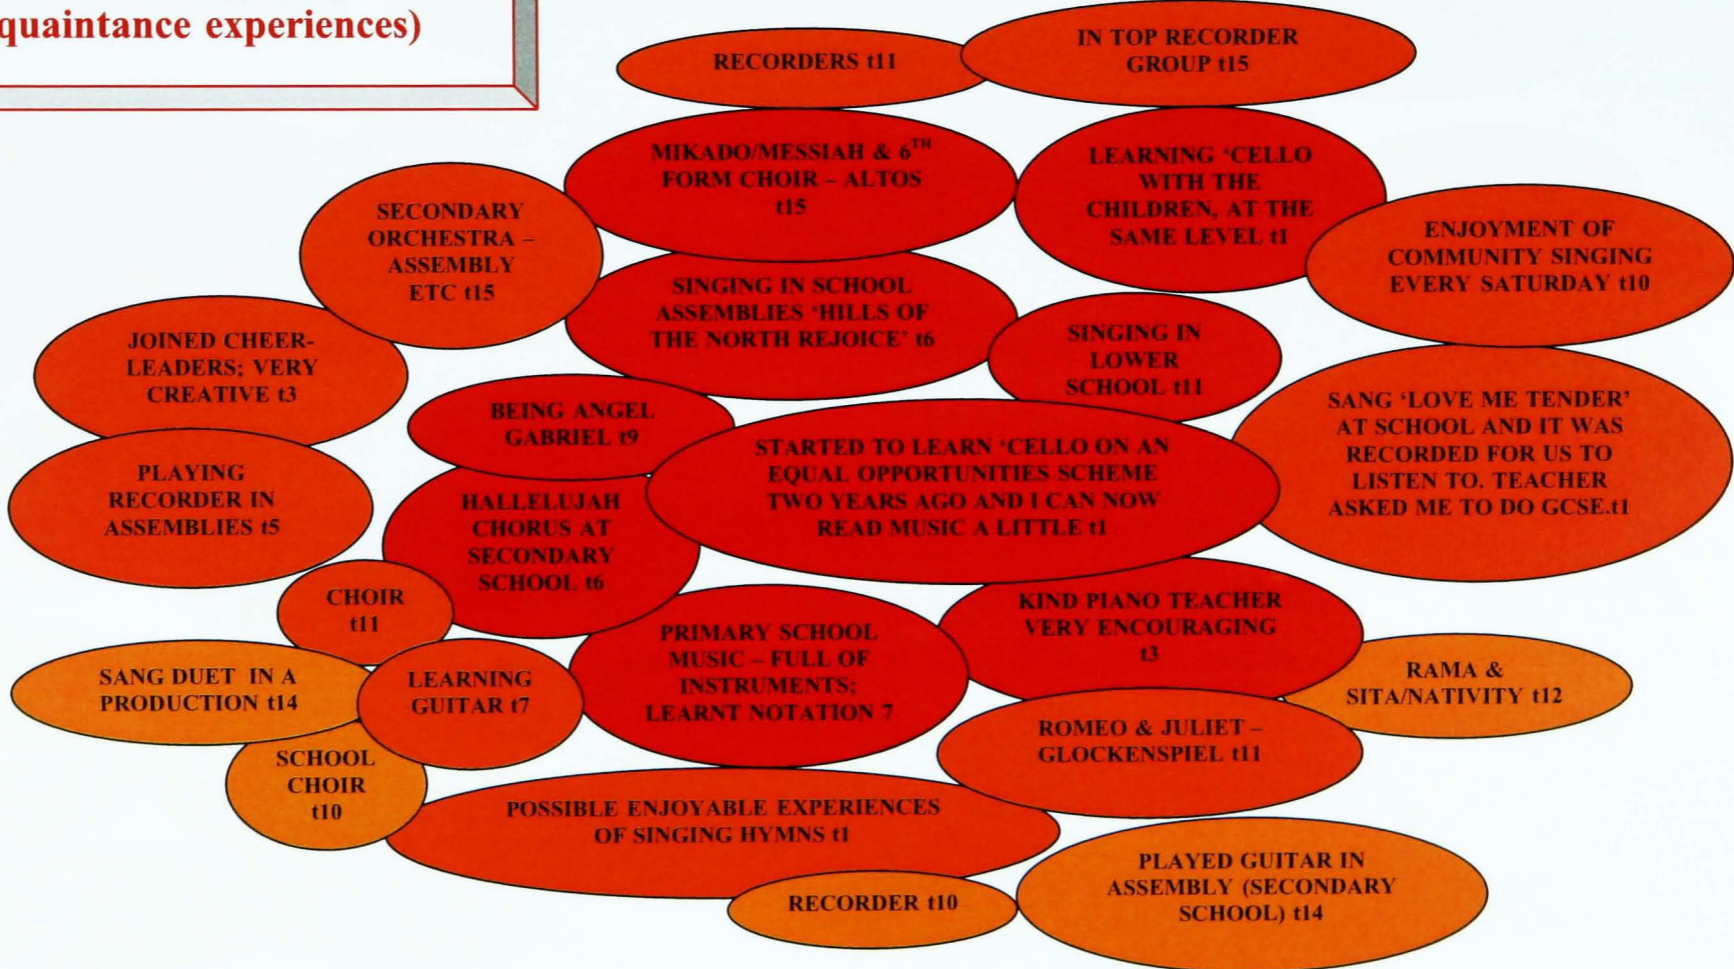 quaintance experiences)
RECORDERS t11
IN TOP RECORDER
GROUP t15
MIKADO/MESSIAH & 6TH
FORM CHOIR – ALTOS
t15
LEARNING ‘CELLO
WITH THE
CHILDREN, AT THE
SAME LEVEL t1
SECONDARY
ORCHESTRA –
ASSEMBLY
ETC t15
ENJOYMENT OF
COMMUNITY SINGING
EVERY SATURDAY t10
SINGING IN SCHOOL
ASSEMBLIES ‘HILLS OF
THE NORTH REJOICE’ t6
SINGING IN
LOWER
SCHOOL t11
JOINED CHEER-
LEADERS; VERY
CREATIVE t3
BEING ANGEL
GABRIEL t9
SANG ‘LOVE ME TENDER’
AT SCHOOL AND IT WAS
RECORDED FOR US TO
LISTEN TO. TEACHER
ASKED ME TO DO GCSE.t1
STARTED TO LEARN ‘CELLO ON AN
EQUAL OPPORTUNITIES SCHEME
TWO YEARS AGO AND I CAN NOW
READ MUSIC A LITTLE t1
PLAYING
RECORDER IN
ASSEMBLIES t5
HALLELUJAH
CHORUS AT
SECONDARY
SCHOOL t6
CHOIR
t11
KIND PIANO TEACHER
VERY ENCOURAGING
t3
PRIMARY SCHOOL
MUSIC – FULL OF
INSTRUMENTS;
LEARNT NOTATION 7
SANG DUET IN A
PRODUCTION t14
LEARNING
GUITAR t7
RAMA &
SITA/NATIVITY t12
ROMEO & JULIET –
GLOCKENSPIEL t11
SCHOOL
CHOIR
t10
POSSIBLE ENJOYABLE EXPERIENCES
OF SINGING HYMNS t1
PLAYED GUITAR IN
ASSEMBLY (SECONDARY
SCHOOL) t14
RECORDER t10